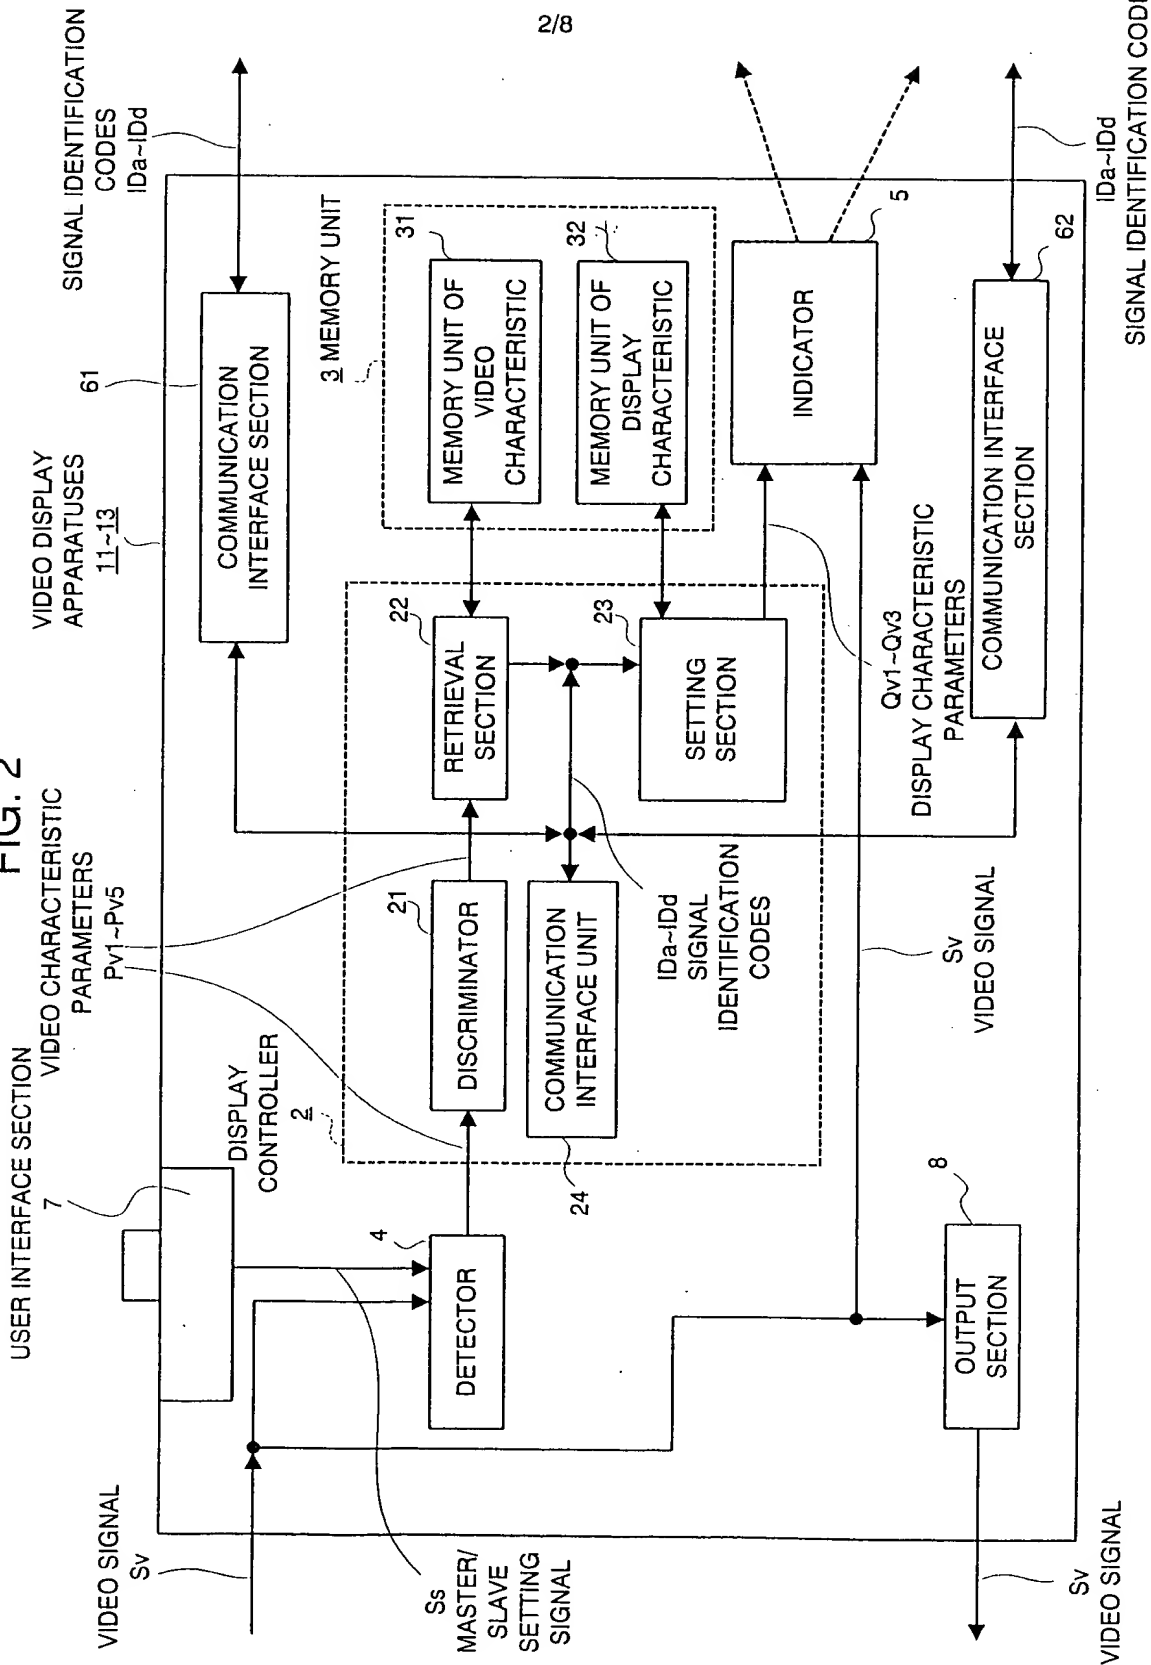 2/8
FIG. 2
USER INTERFACE SECTION
7
VIDEO CHARACTERISTIC
PARAMETERS
Pv1~Pv5
VIDEO DISPLAY
APPARATUSES
11~13
SIGNAL IDENTIFICATION
CODES
IDa~IDd
61
COMMUNICATION
INTERFACE SECTION
VIDEO SIGNAL
Sv
DISPLAY
CONTROLLER
2
3 MEMORY UNIT
4
DETECTOR
21
DISCRIMINATOR
22
RETRIEVAL
SECTION
31
MEMORY UNIT OF
VIDEO
CHARACTERISTIC
Ss
MASTER/
SLAVE
SETTING
SIGNAL
24
COMMUNICATION
INTERFACE UNIT
23
SETTING
SECTION
32
MEMORY UNIT OF
DISPLAY
CHARACTERISTIC
IDa~IDd
SIGNAL
IDENTIFICATION
CODES
INDICATOR
5
Qv1~Qv3
DISPLAY CHARACTERISTIC
PARAMETERS
8
OUTPUT
SECTION
Sv
VIDEO SIGNAL
COMMUNICATION INTERFACE
SECTION
62
Sv
VIDEO SIGNAL
IDa~IDd
SIGNAL IDENTIFICATION CODE